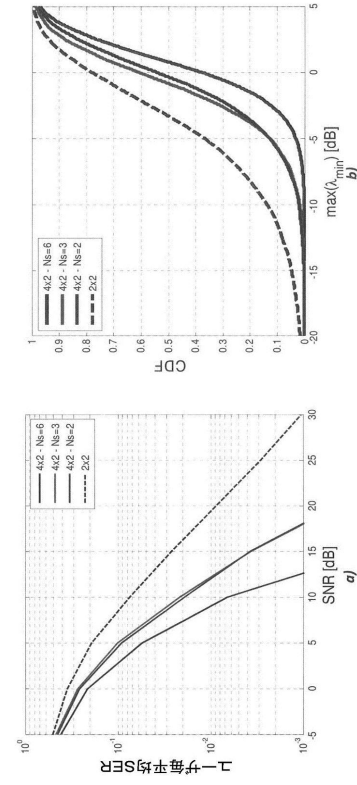 10⁰
10⁻¹
10⁻²
10⁻³
ユーザ毎平均SER
4x2 - Ns=6
4x2 - Ns=3
4x2 - Ns=2
2x2
-5 0 5 10 15 20 25 30
SNR [dB]
a)
1
0.9
0.8
0.7
0.6
0.5
0.4
0.3
0.2
0.1
0
CDF
4x2 - Ns=6
4x2 - Ns=3
4x2 - Ns=2
2x2
-20 -15 -10 -5 0 5
max(λmin) [dB]
b)